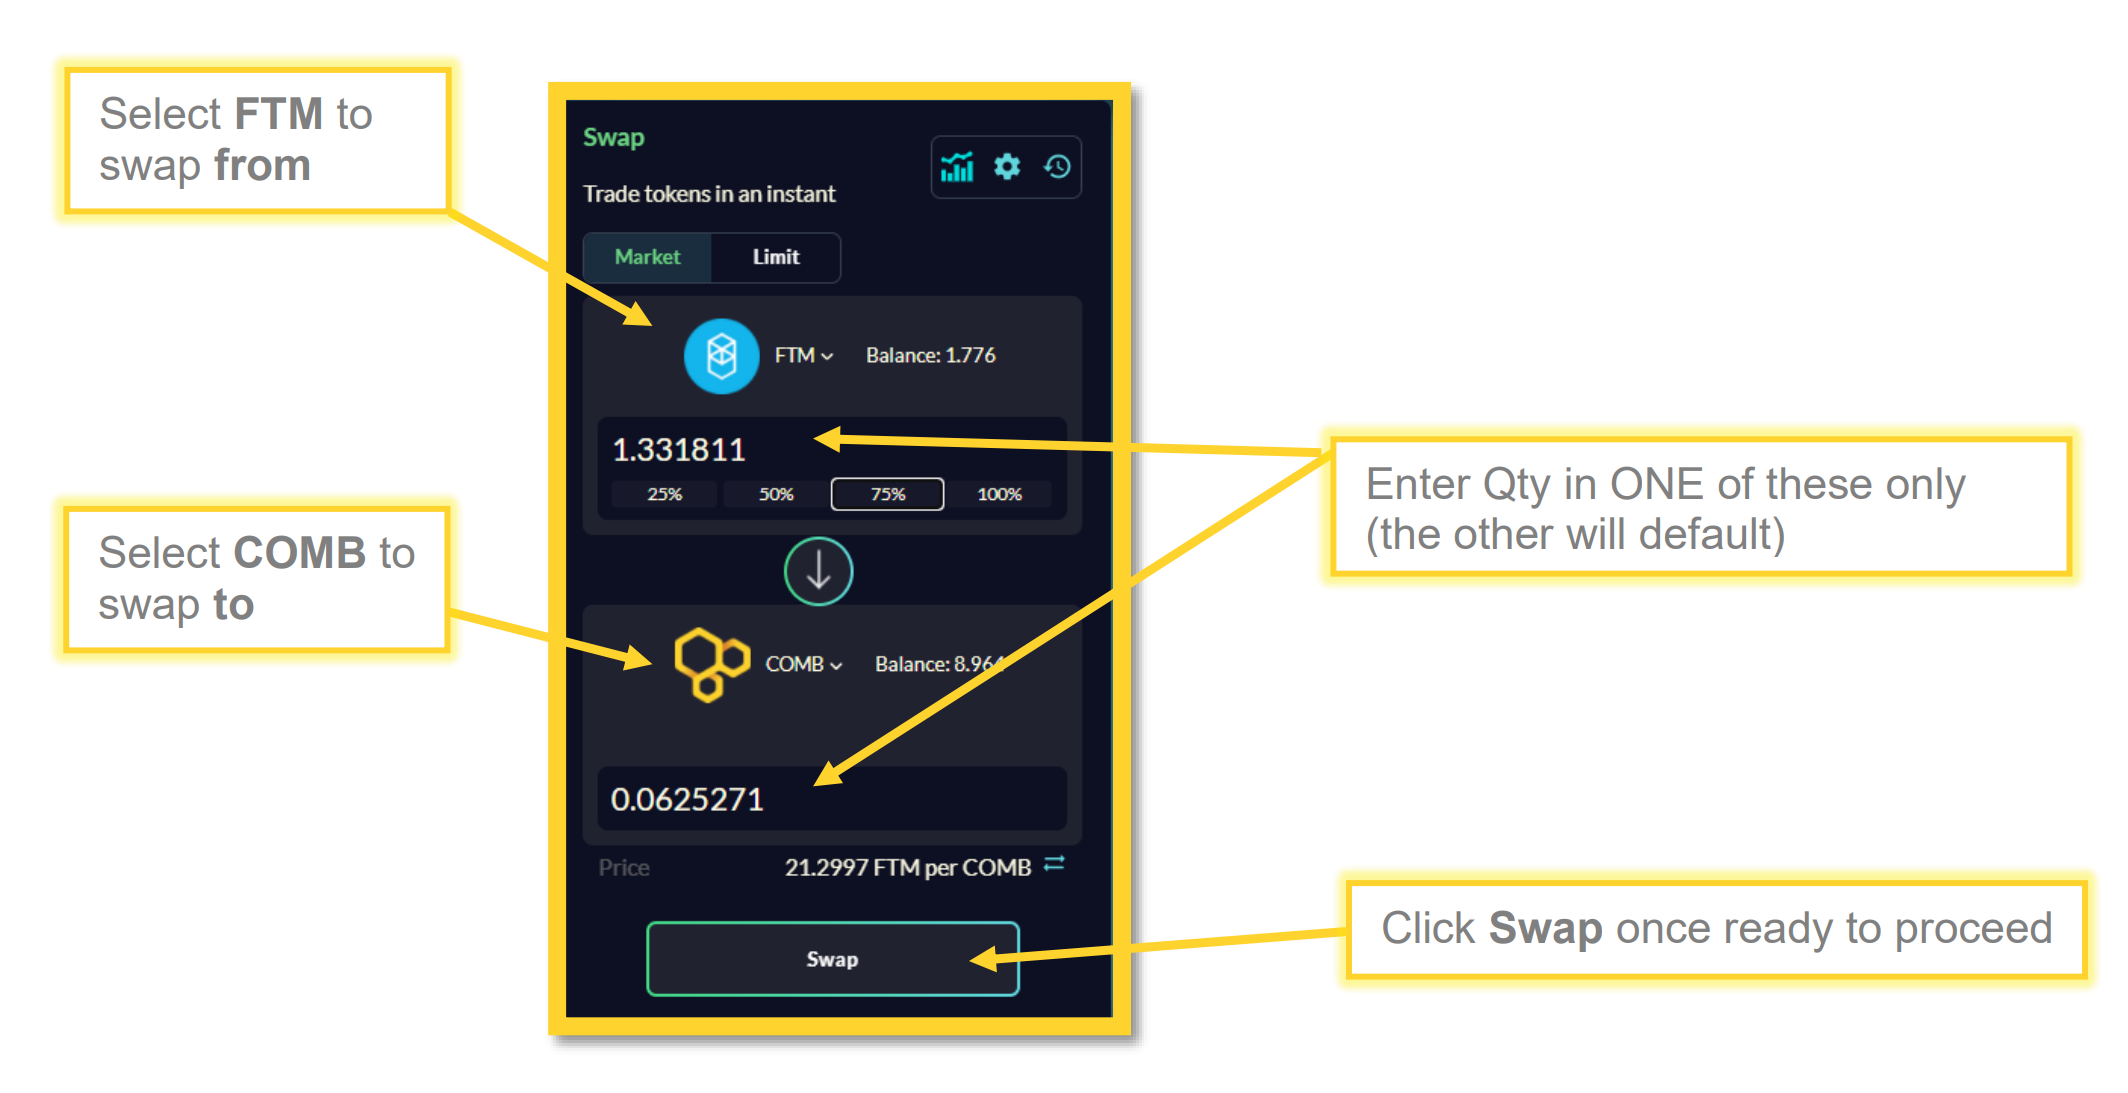 Select FTM to
swap from
Swap
Trade tokens in an instant
Market Limit
FTM Balance: 1.776
1.331811
25% 50% 75% 100%
Enter Qty in ONE of these only
(the other will default)
Select COMB to
swap to
COMB Balance: 8.964
0.0625271
Price 21.2997 FTM per COMB
Swap
Click Swap once ready to proceed